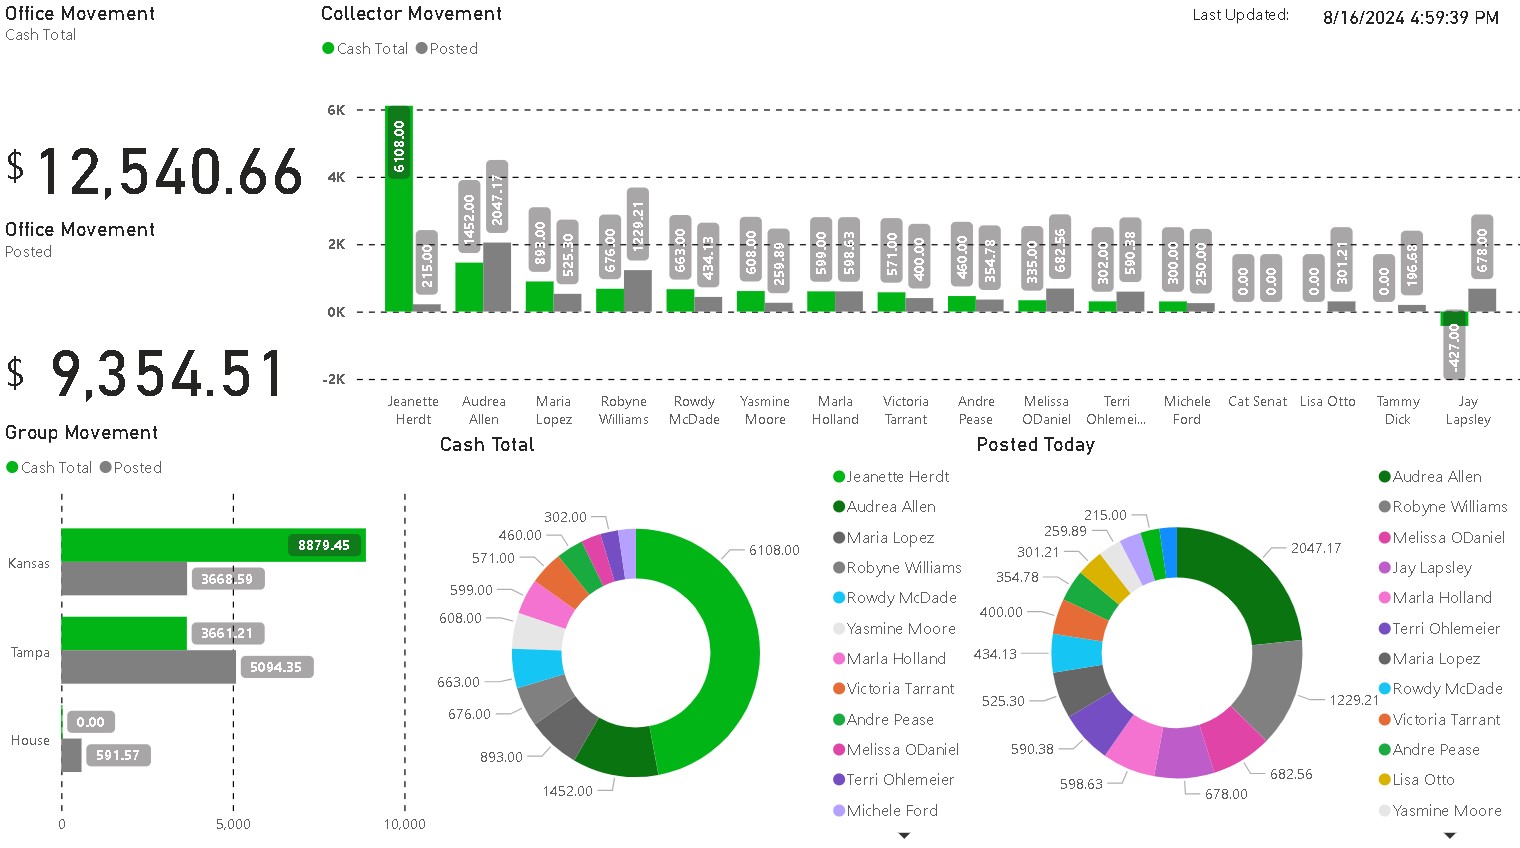 Office Movement
Cash Total
$ 12,540.66
Office Movement
Posted
$ 9,354.51
Collector Movement
Cash Total Posted
Last Updated: 8/16/2024 4:59:39 PM
6K
4K
2K
0K
-2K
6108.00
215.00
1452.00
2047.17
893.00
525.30
676.00
1229.21
663.00
434.13
608.00
259.89
599.00
598.63
571.00
400.00
460.00
354.78
335.00
682.56
302.00
590.38
300.00
250.00
0.00
0.00
0.00
301.21
0.00
196.68
-427.00
678.00
Jeanette
Herdt
Audrea
Allen
Maria
Lopez
Robyne
Williams
Rowdy
McDade
Yasmine
Moore
Marla
Holland
Victoria
Tarrant
Andre
Pease
Melissa
ODaniel
Terri
Ohlemei...
Michele
Ford
Cat Senat
Lisa Otto
Tammy
Dick
Jay
Lapsley
Group Movement
Cash Total Posted
Kansas
8879.45
3668.59
Tampa
3661.21
5094.35
House
0.00
591.57
0
5,000
10,000
Cash Total
302.00
460.00
571.00
599.00
608.00
663.00
676.00
893.00
1452.00
6108.00
Jeanette Herdt
Audrea Allen
Maria Lopez
Robyne Williams
Rowdy McDade
Yasmine Moore
Marla Holland
Victoria Tarrant
Andre Pease
Melissa ODaniel
Terri Ohlemeier
Michele Ford
Posted Today
215.00
259.89
301.21
354.78
400.00
434.13
525.30
590.38
598.63
678.00
682.56
1229.21
2047.17
Audrea Allen
Robyne Williams
Melissa ODaniel
Jay Lapsley
Marla Holland
Terri Ohlemeier
Maria Lopez
Rowdy McDade
Victoria Tarrant
Andre Pease
Lisa Otto
Yasmine Moore